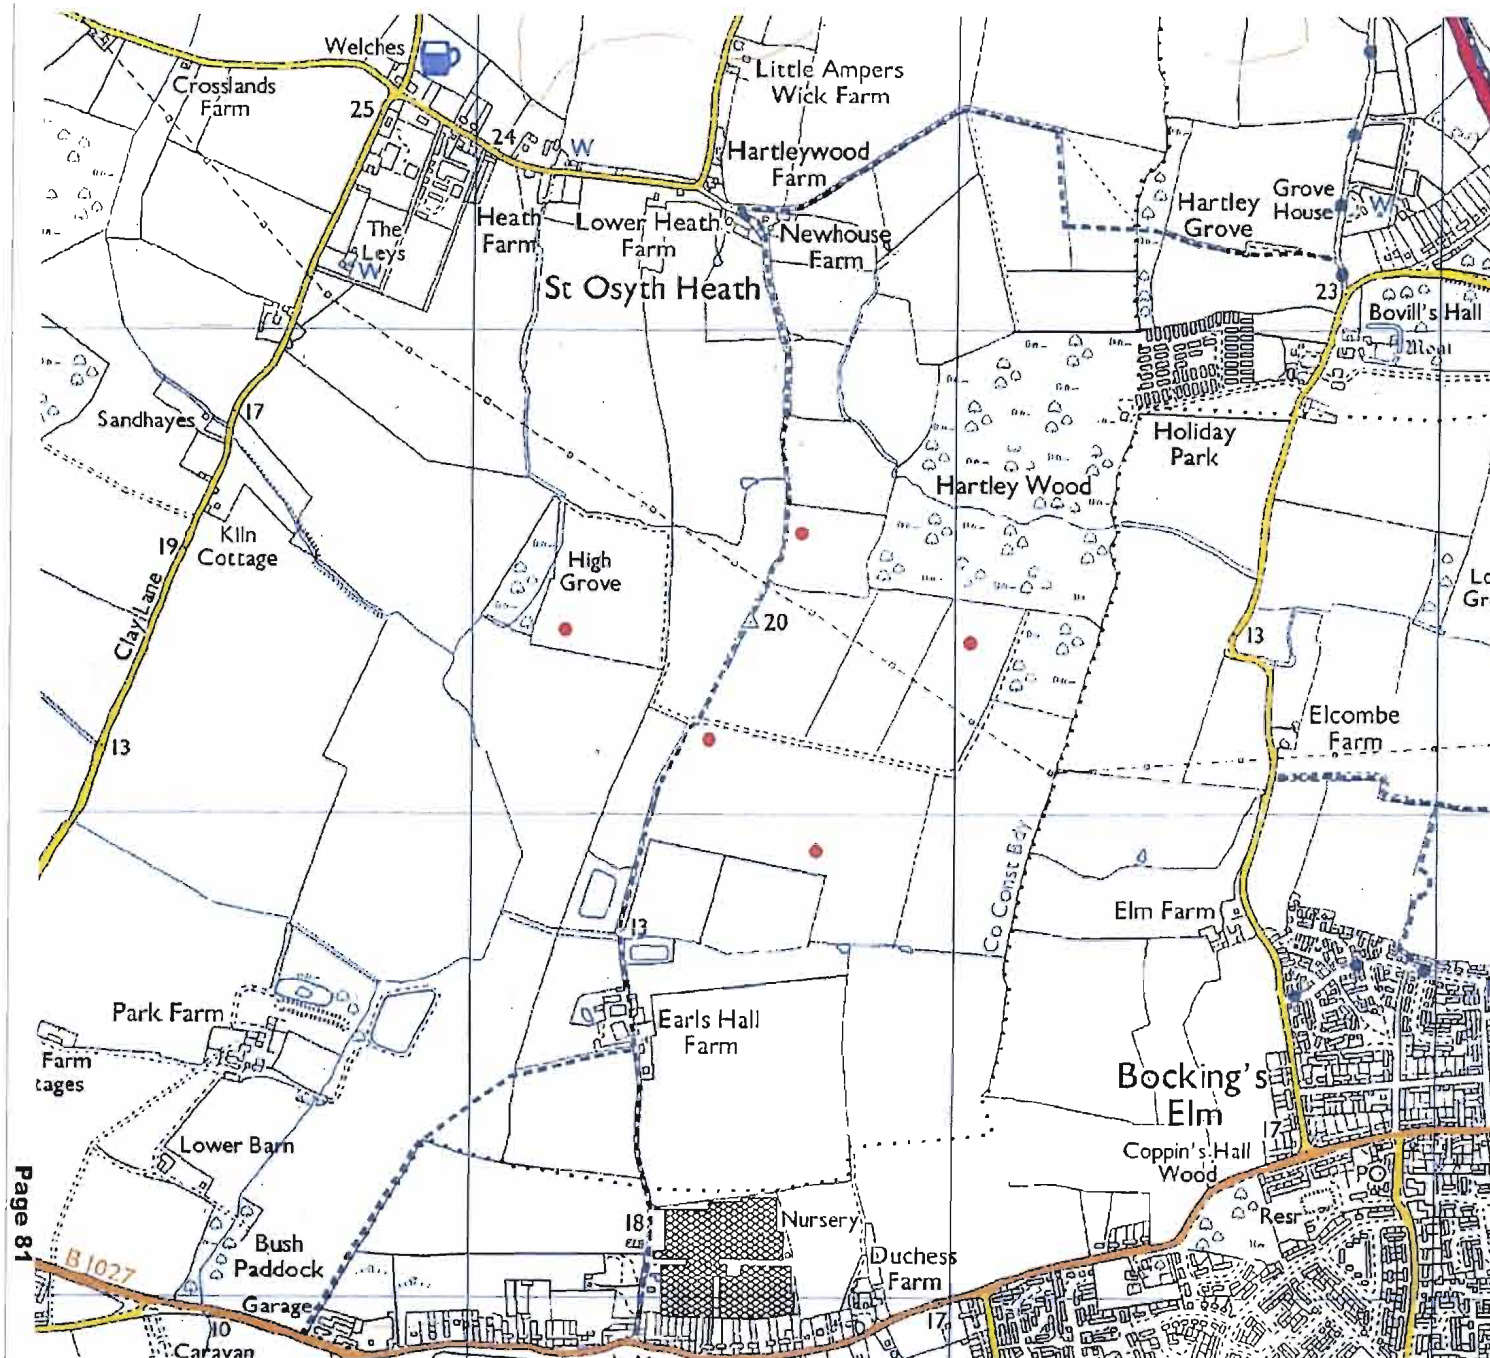 Welches
Crosslands
Farm
25
24
W
Little Ampers
Wick Farm
Hartleywood
Farm
The
Leys
W
Heath
Farm
Lower Heath
Farm
Newhouse
Farm
St Osyth Heath
Hartley
Grove
Grove
House
W
23
Bovill's Hall
Moat
Sandhayes
17
Holiday
Park
Hartley Wood
Kiln
Cottage
19
Clay Lane
High
Grove
20
13
Lo
Gr
13
Elcombe
Farm
Co Const Bdy
Elm Farm
13
Park Farm
Earls Hall
Farm
Farm
tages
Bocking's
Elm
Lower Barn
17
Coppin's Hall
Wood
PO
Resr
Page 81
18
Nursery
Bush
Paddock
B 1027
Garage
Duchess
Farm
10
17
Caravan